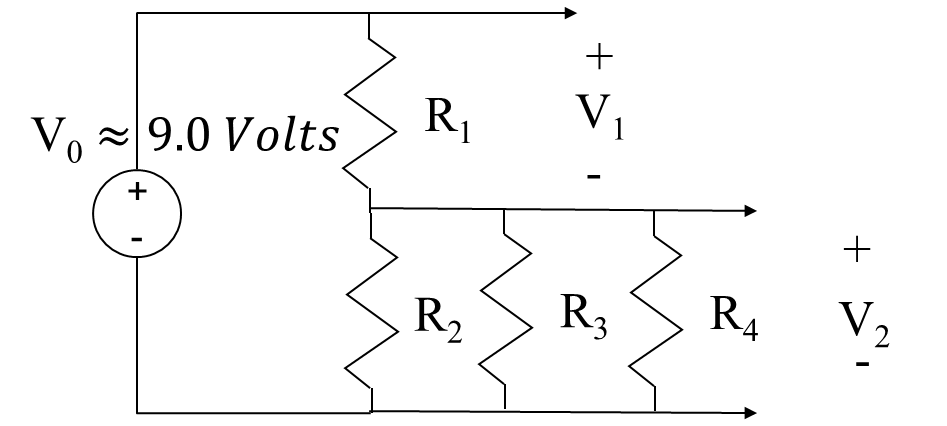 +
V₁
-
R₁
V₀ ≈ 9.0 Volts
+
-
+
V₂
-
R₂
R₃
R₄